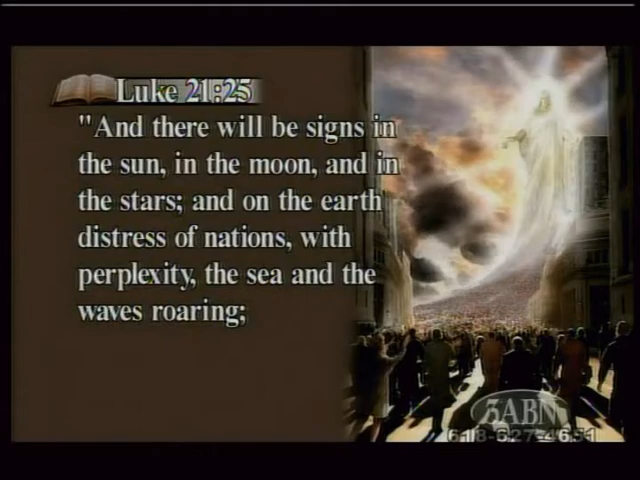 Luke 21:25
"And there will be signs in
the sun, in the moon, and in
the stars; and on the earth
distress of nations, with
perplexity, the sea and the
waves roaring;
3ABN
618-627-4651